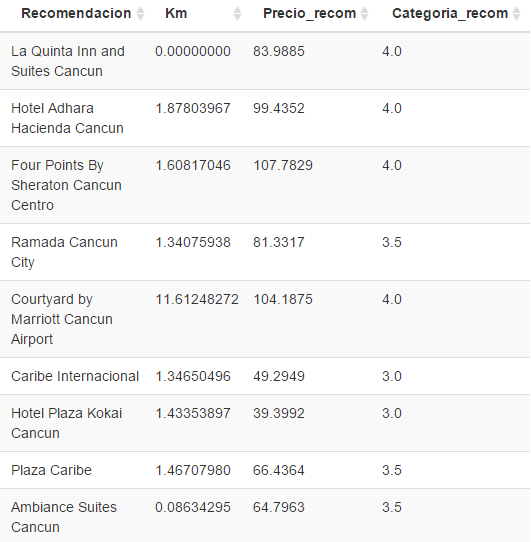 Recomendacion Km Precio_recom Categoria_recom
La Quinta Inn and 0.00000000 83.9885 4.0
Suites Cancun
Hotel Adhara 1.87803967 99.4352 4.0
Hacienda Cancun
Four Points By 1.60817046 107.7829 4.0
Sheraton Cancun
Centro
Ramada Cancun 1.34075938 81.3317 3.5
City
Courtyard by 11.61248272 104.1875 4.0
Marriott Cancun
Airport
Caribe Internacional 1.34650496 49.2949 3.0
Hotel Plaza Kokai 1.43353897 39.3992 3.0
Cancun
Plaza Caribe 1.46707980 66.4364 3.5
Ambiance Suites 0.08634295 64.7963 3.5
Cancun